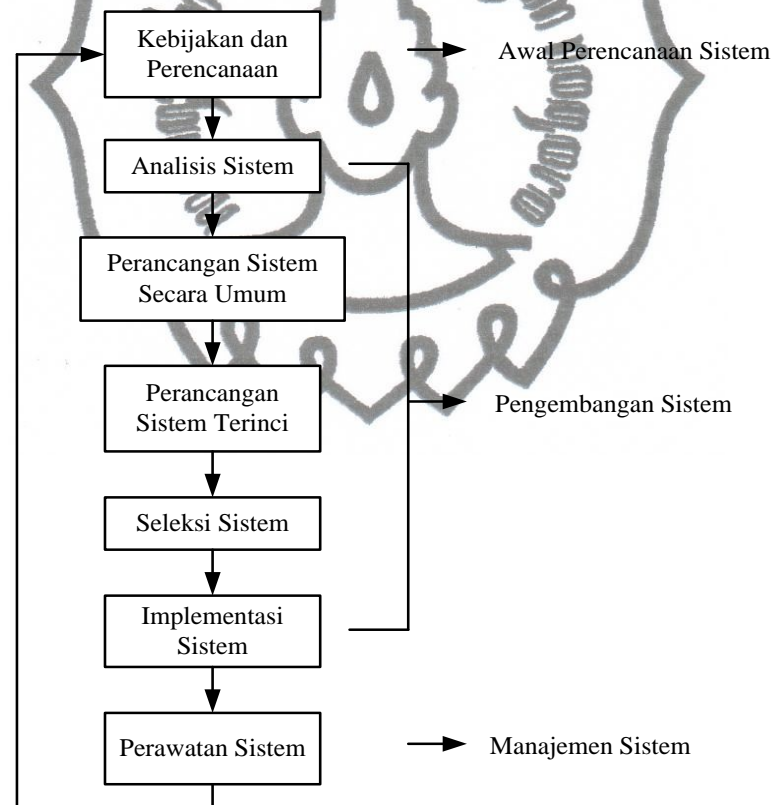 Kebijakan dan
Perencanaan
Awal Perencanaan Sistem
Analisis Sistem
Perancangan Sistem
Secara Umum
Perancangan
Sistem Terinci
Pengembangan Sistem
Seleksi Sistem
Implementasi
Sistem
Perawatan Sistem
Manajemen Sistem